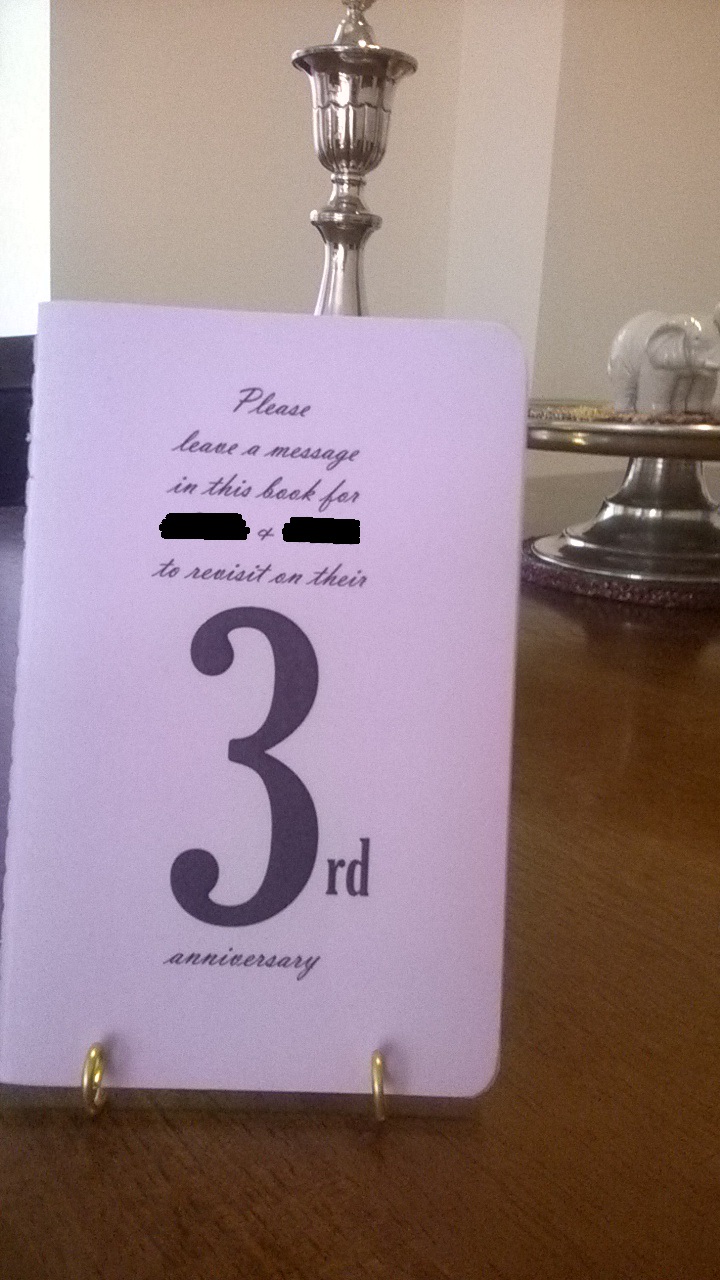 Please
leave a message
in this book for
&
to revisit on their
3rd
anniversary